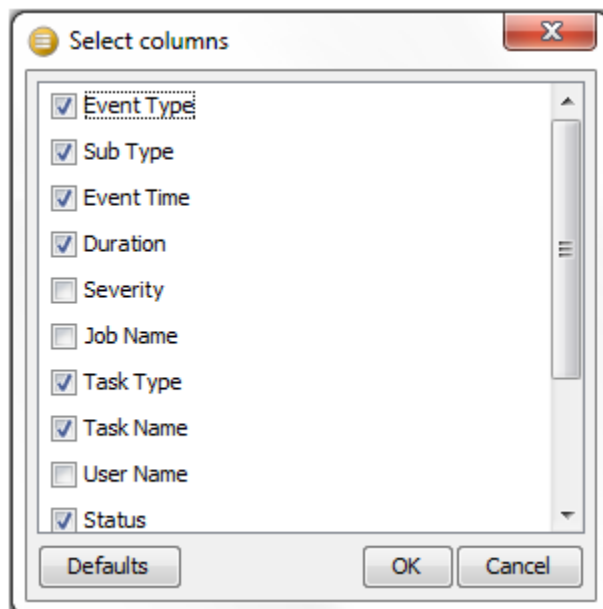 Select columns
Event Type
Sub Type
Event Time
Duration
Severity
Job Name
Task Type
Task Name
User Name
Status
Defaults OK Cancel